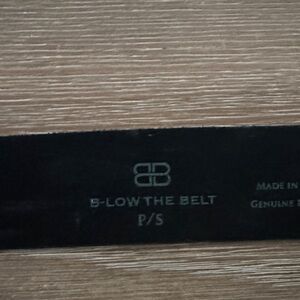 B-LOW THE BELT
P/S
MADE IN
GENUINE